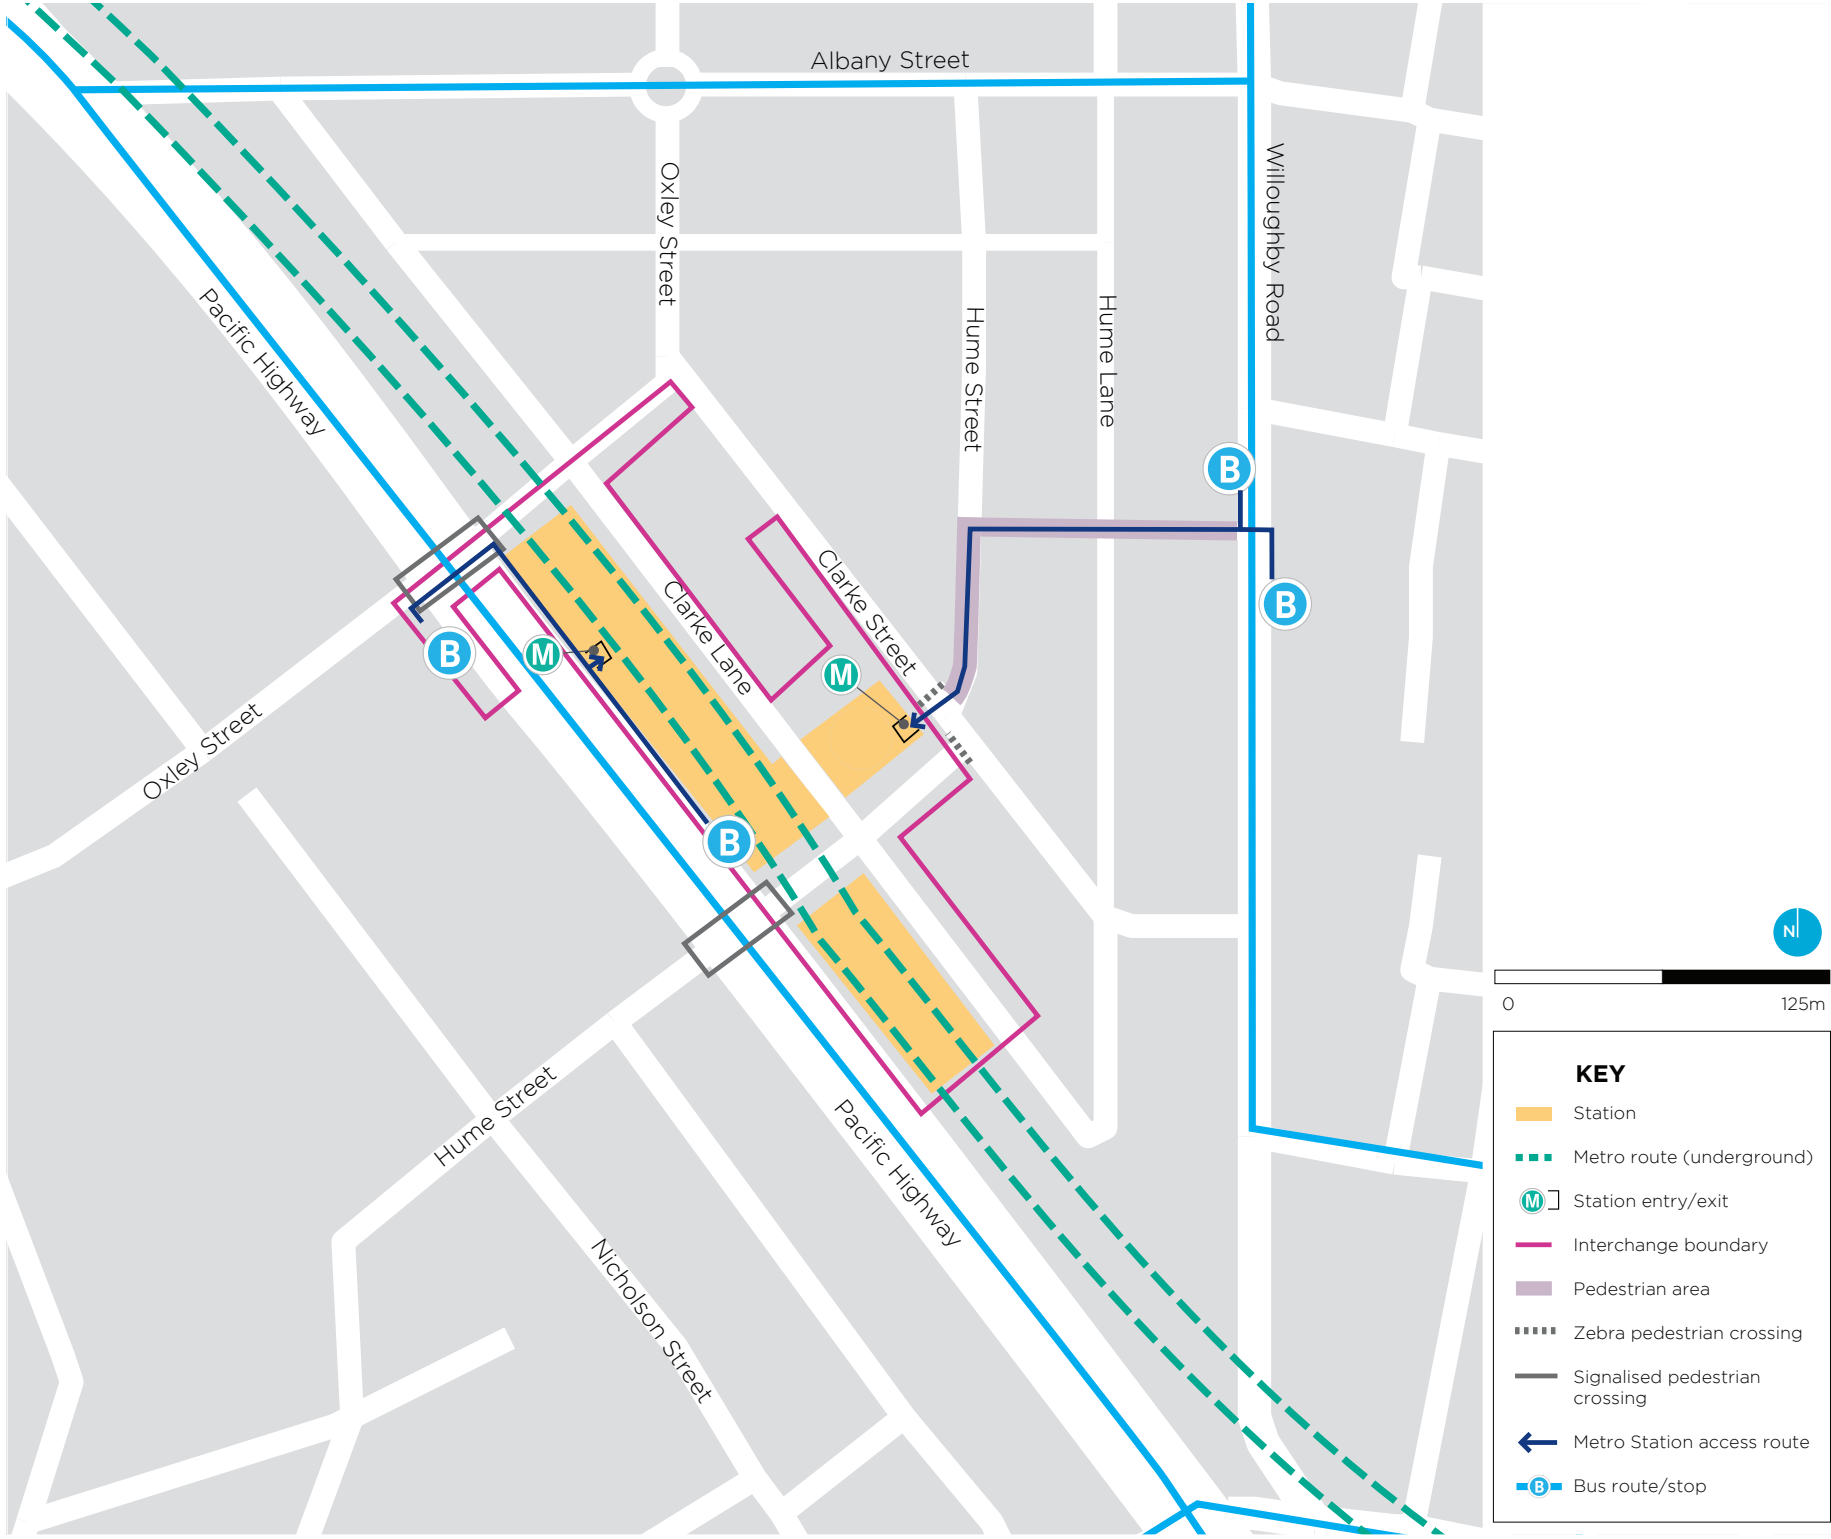 Albany Street
Oxley Street
Willoughby Road
Pacific Highway
Hume Street
Hume Lane
B
Clarke Street
Clarke Lane
B
B
M
M
Oxley Street
B
N
0
125m
Hume Street
Pacific Highway
Nicholson Street
KEY
Station
Metro route (underground)
M
Station entry/exit
Interchange boundary
Pedestrian area
Zebra pedestrian crossing
Signalised pedestrian
crossing
Metro Station access route
B
Bus route/stop